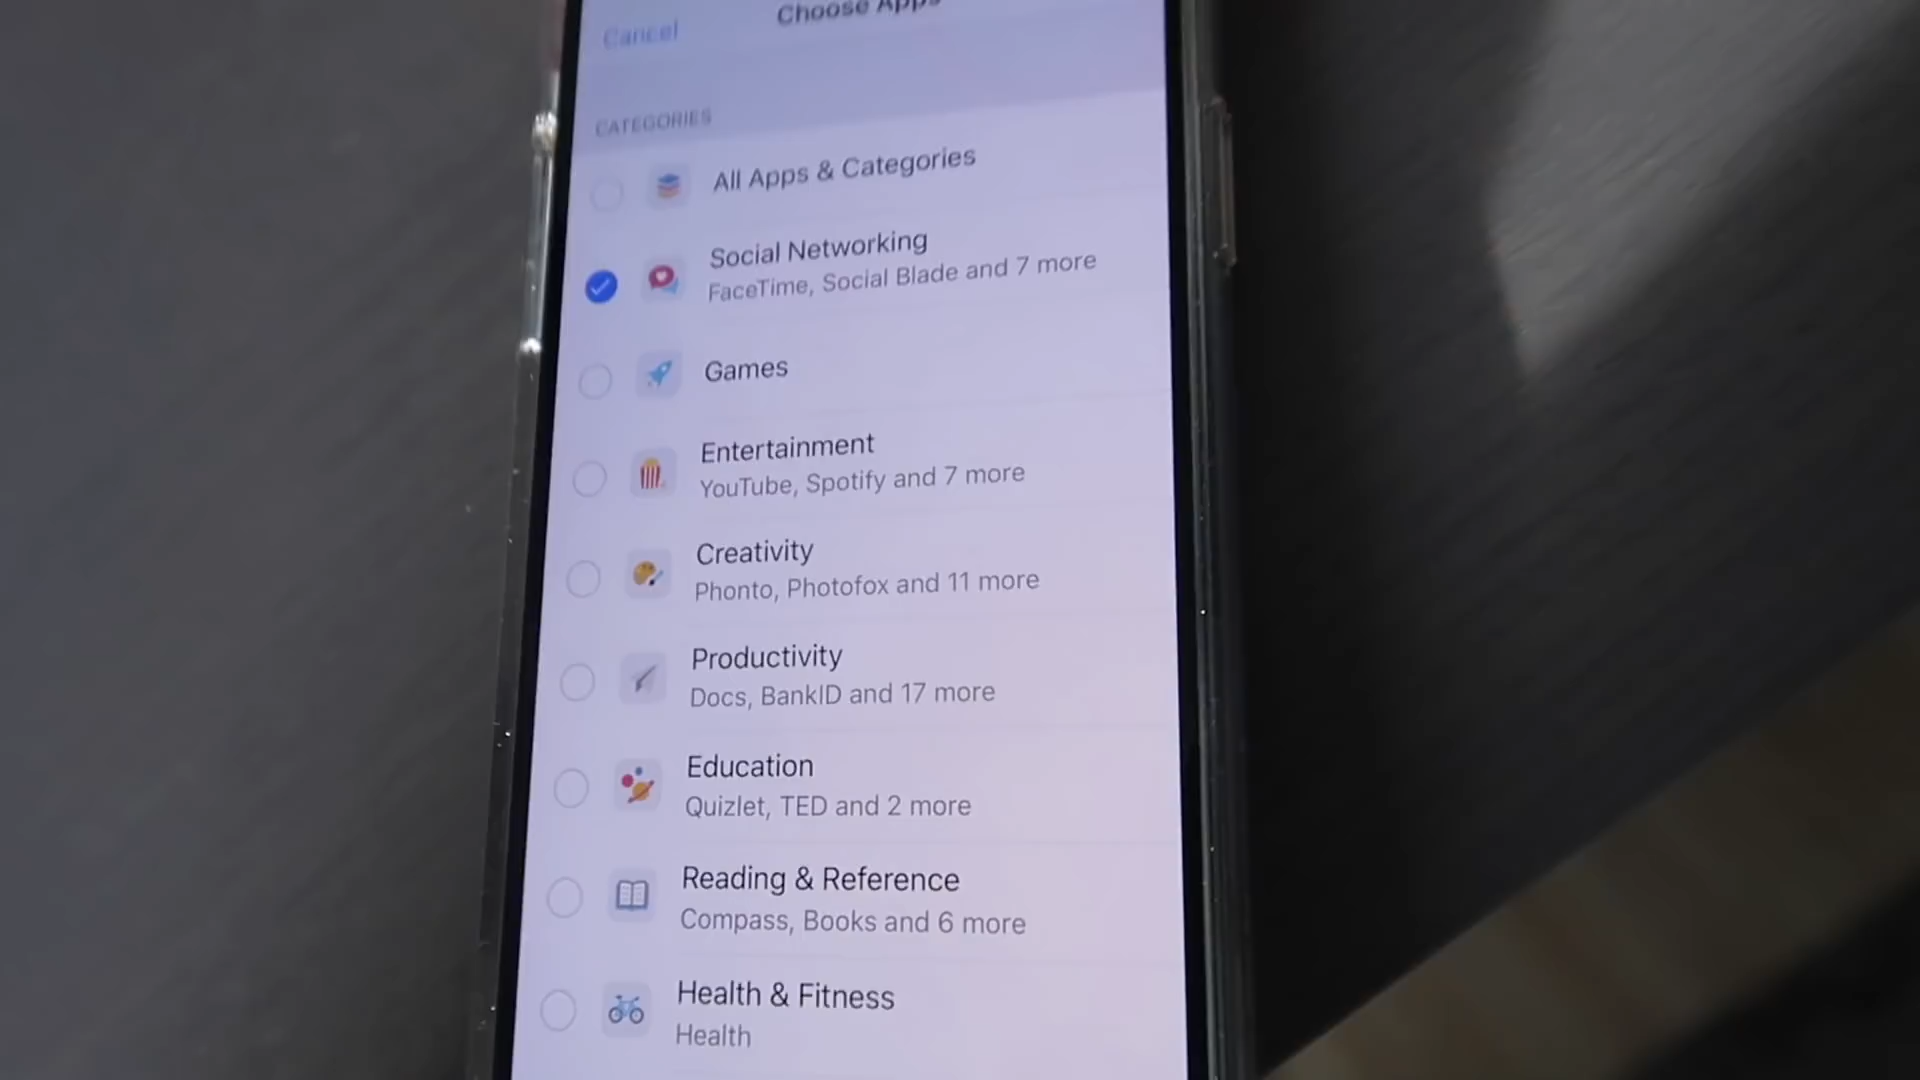 Cancel
Choose Apps
CATEGORIES
All Apps & Categories
Social Networking
FaceTime, Social Blade and 7 more
Games
Entertainment
YouTube, Spotify and 7 more
Creativity
Phonto, Photofox and 11 more
Productivity
Docs, BankID and 17 more
Education
Quizlet, TED and 2 more
Reading & Reference
Compass, Books and 6 more
Health & Fitness
Health